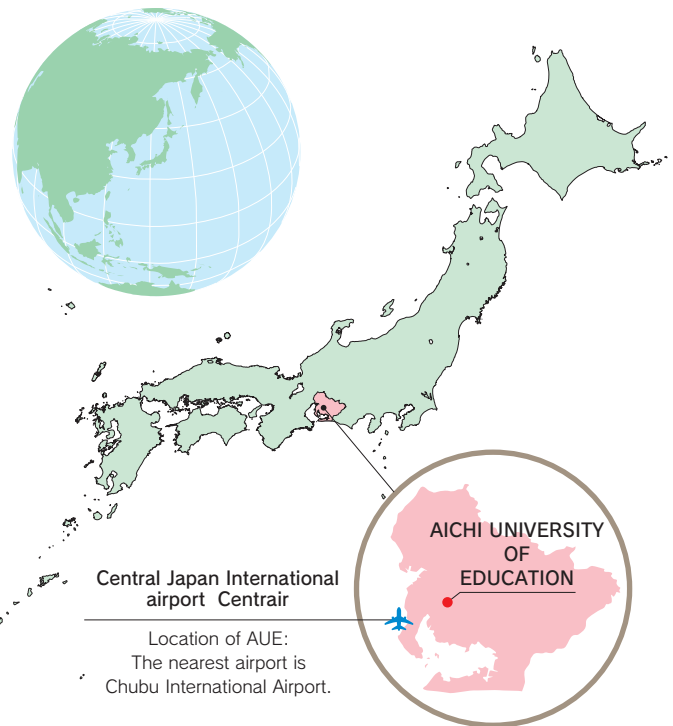 AICHI UNIVERSITY
OF
EDUCATION
Central Japan International
airport Centrair
Location of AUE:
The nearest airport is
Chubu International Airport.